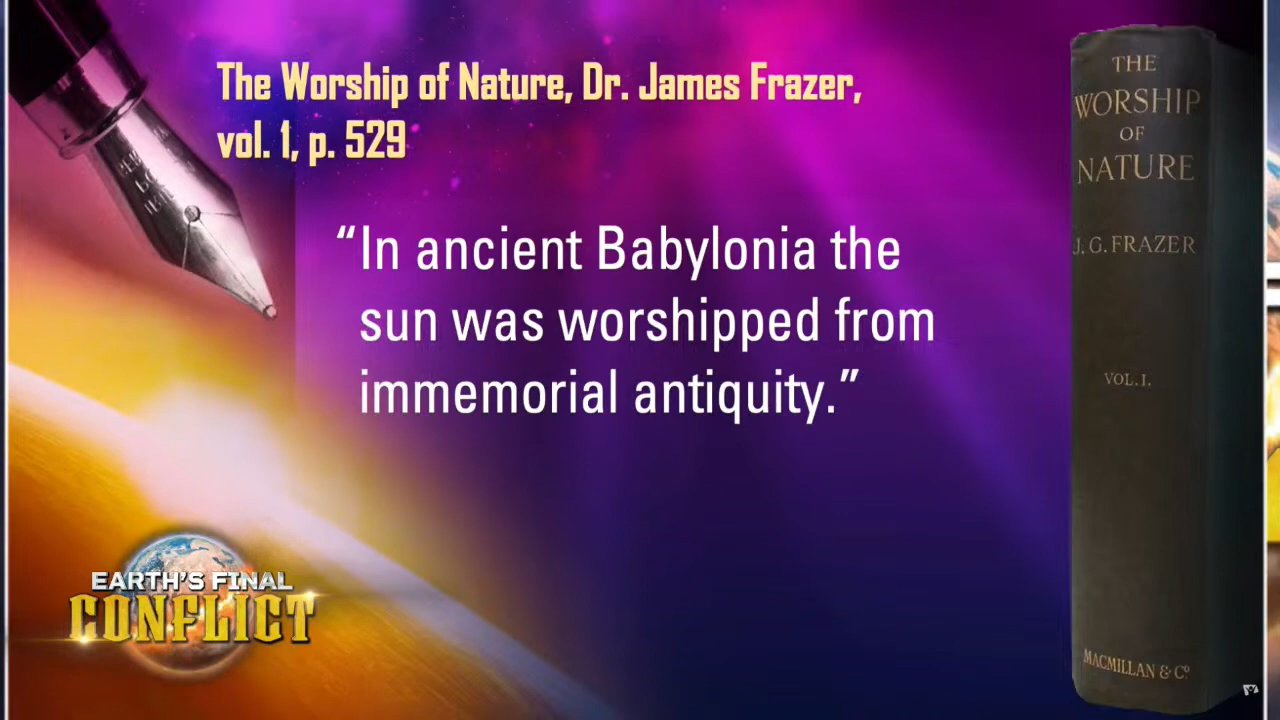 The Worship of Nature, Dr. James Frazer,
vol. 1, p. 529
“In ancient Babylonia the
sun was worshipped from
immemorial antiquity.”
THE
WORSHIP
OF
NATURE
J. G. FRAZER
VOL. I.
MACMILLAN & Cº
EARTH'S FINAL
CONFLICT